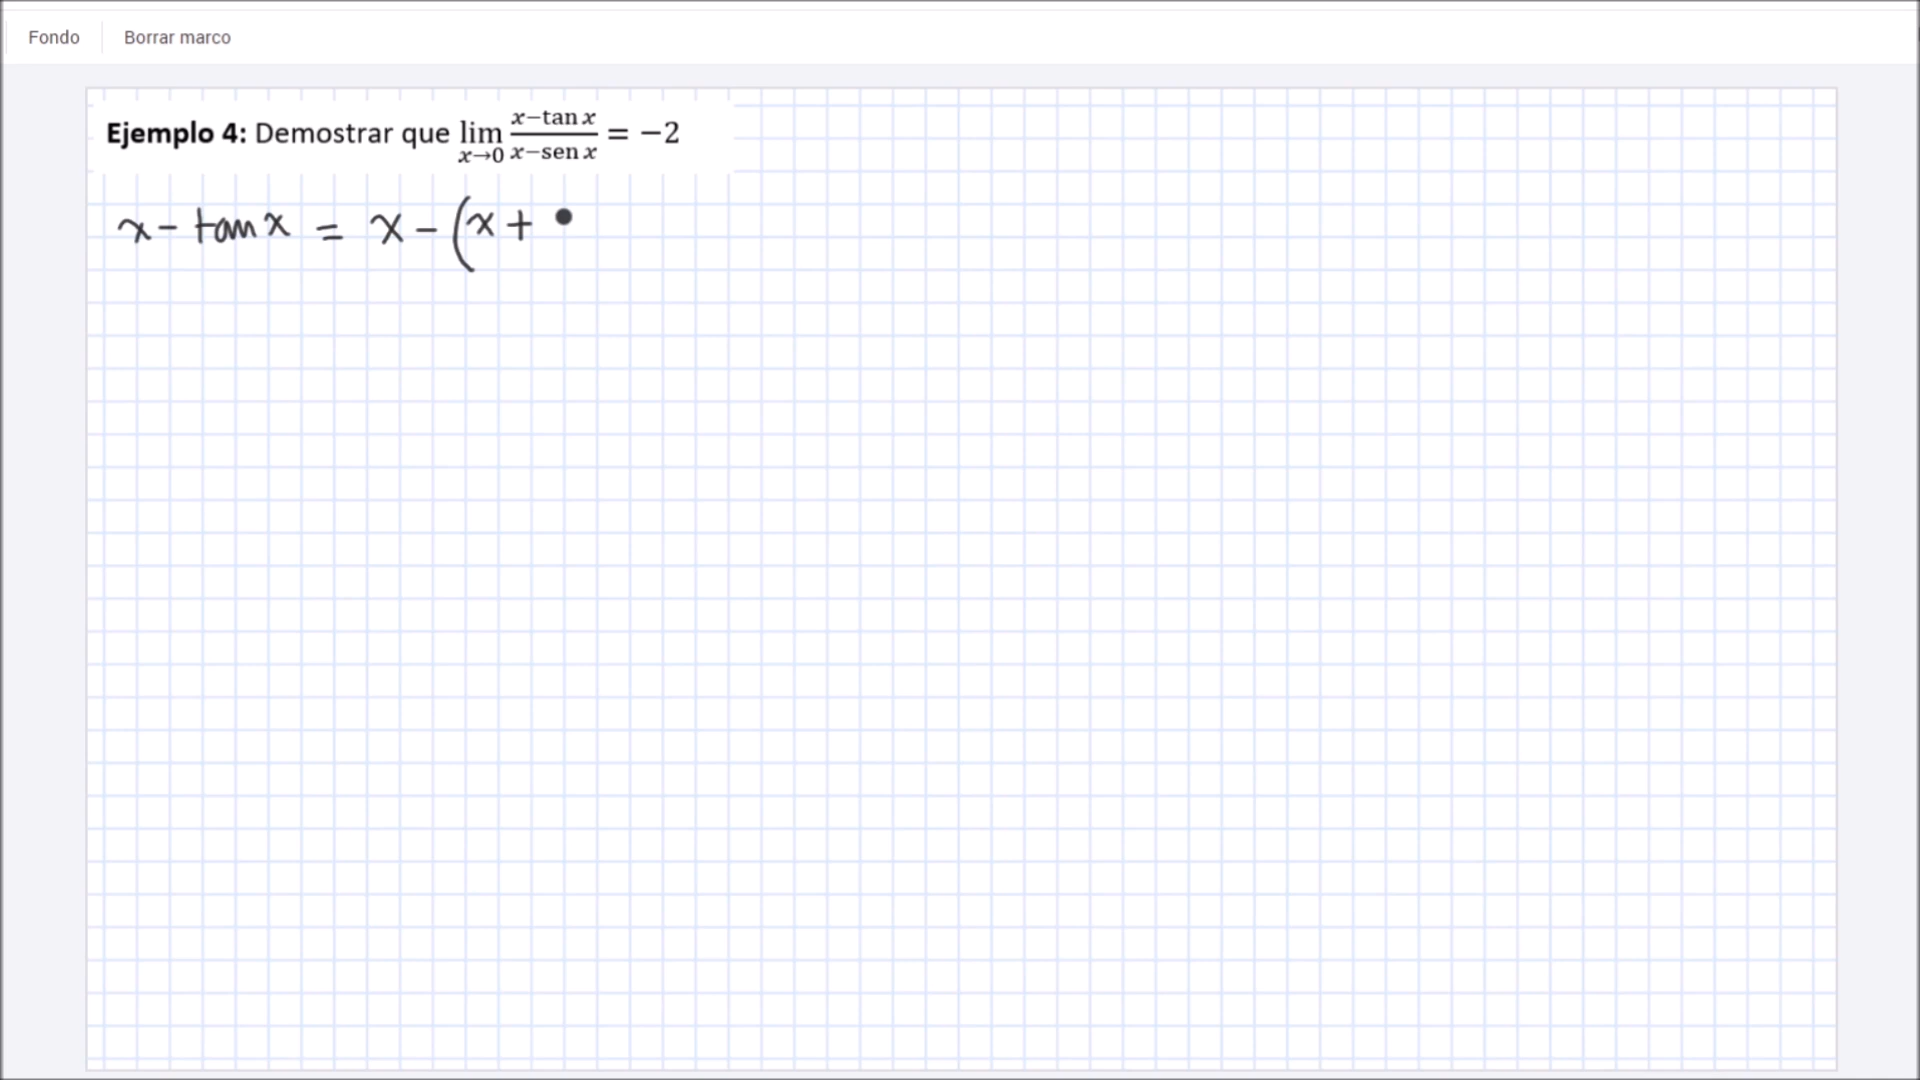 Fondo Borrar marco
Ejemplo 4: Demostrar que lim x→0 (x−tan x)/(x−sen x) = −2
x - tan x = x - (x +